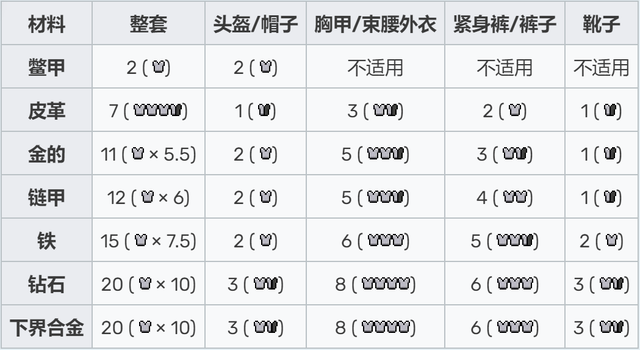 材料 整套 头盔/帽子 胸甲/束腰外衣 紧身裤/裤子 靴子
鳖甲 2 ( ) 2 ( ) 不适用 不适用 不适用
皮革 7 ( ) 1 ( ) 3 ( ) 2 ( ) 1 ( )
金的 11 ( × 5.5) 2 ( ) 5 ( ) 3 ( ) 1 ( )
链甲 12 ( × 6) 2 ( ) 5 ( ) 4 ( ) 1 ( )
铁 15 ( × 7.5) 2 ( ) 6 ( ) 5 ( ) 2 ( )
钻石 20 ( × 10) 3 ( ) 8 ( ) 6 ( ) 3 ( )
下界合金 20 ( × 10) 3 ( ) 8 ( ) 6 ( ) 3 ( )